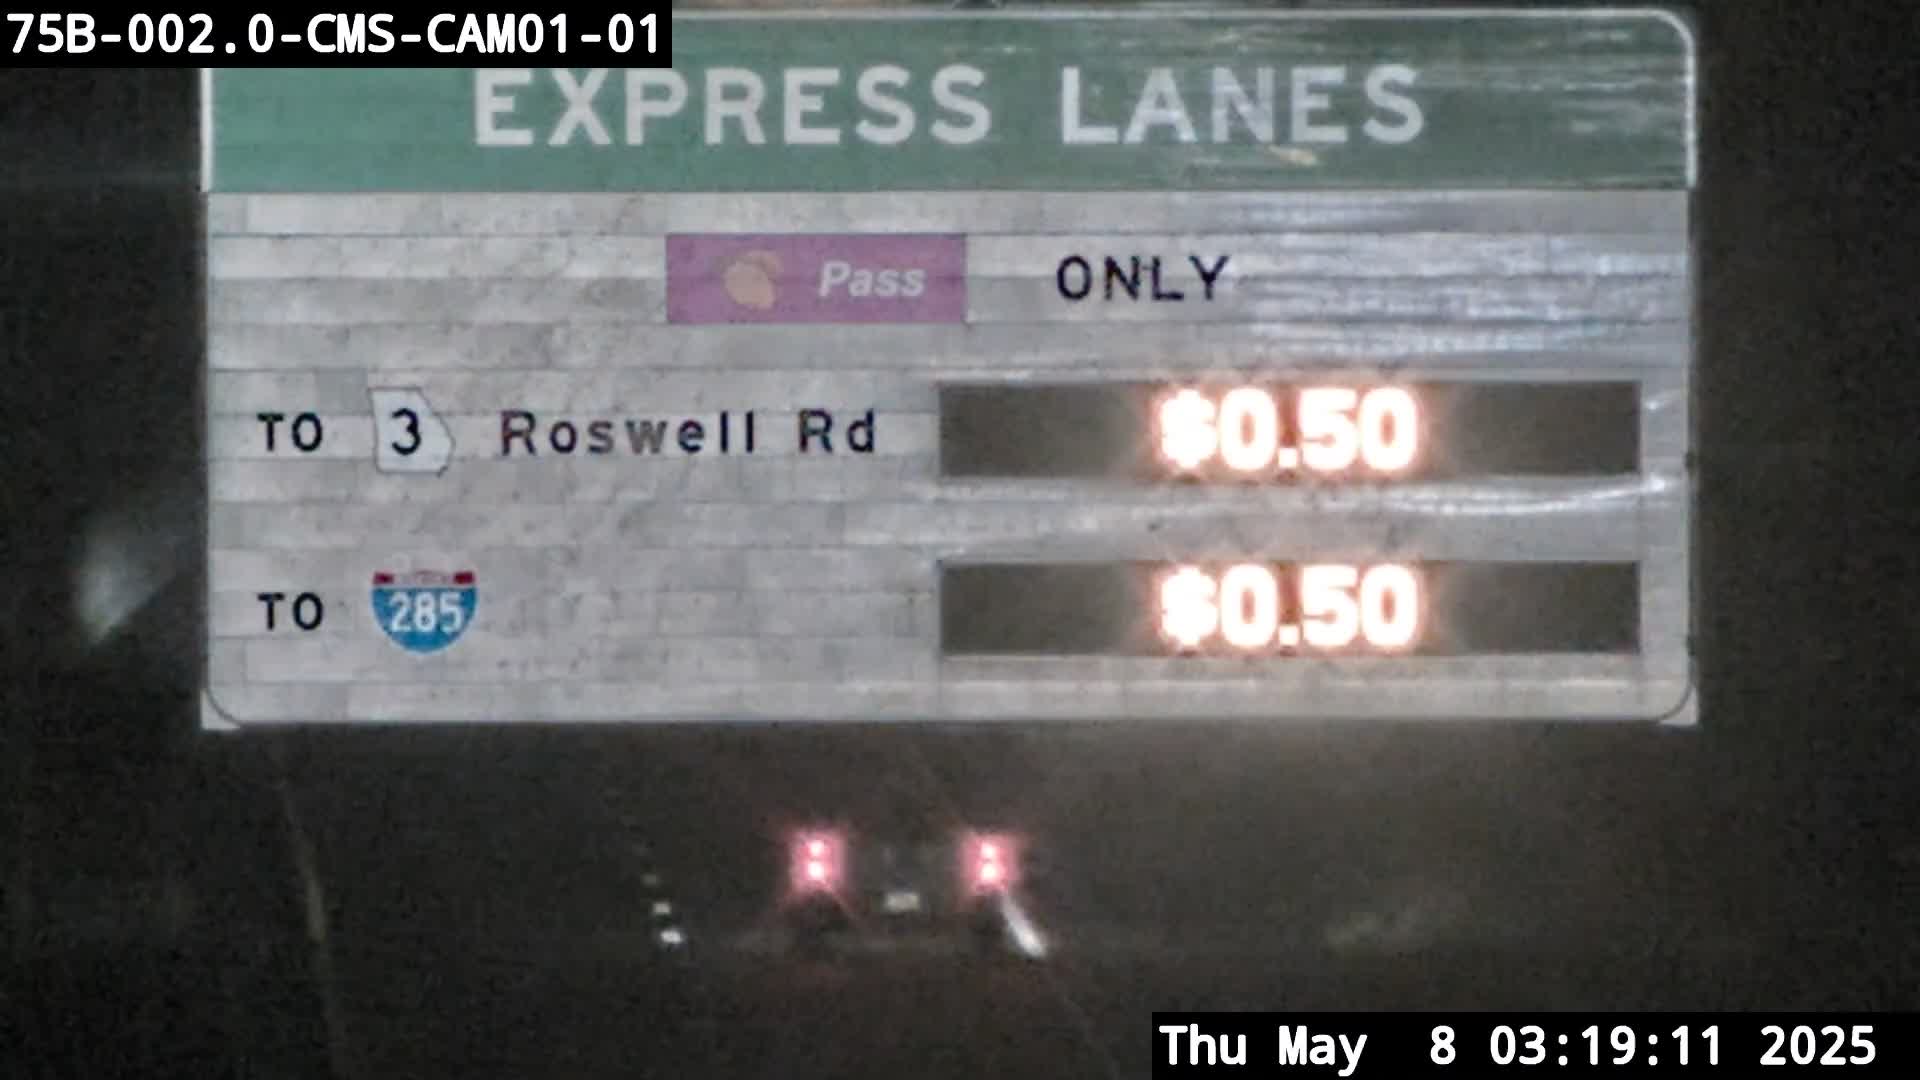 75B-002.0-CMS-CAM01-01
EXPRESS LANES
Pass ONLY
TO 3 Roswell Rd $0.50
TO 285 $0.50
Thu May 8 03:19:11 2025